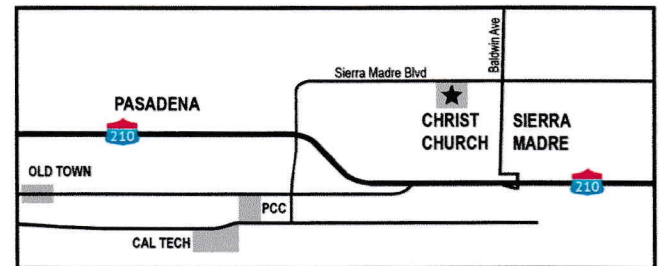 Baldwin Ave
Sierra Madre Blvd
PASADENA
210
CHRIST
CHURCH
SIERRA
MADRE
210
OLD TOWN
PCC
CAL TECH